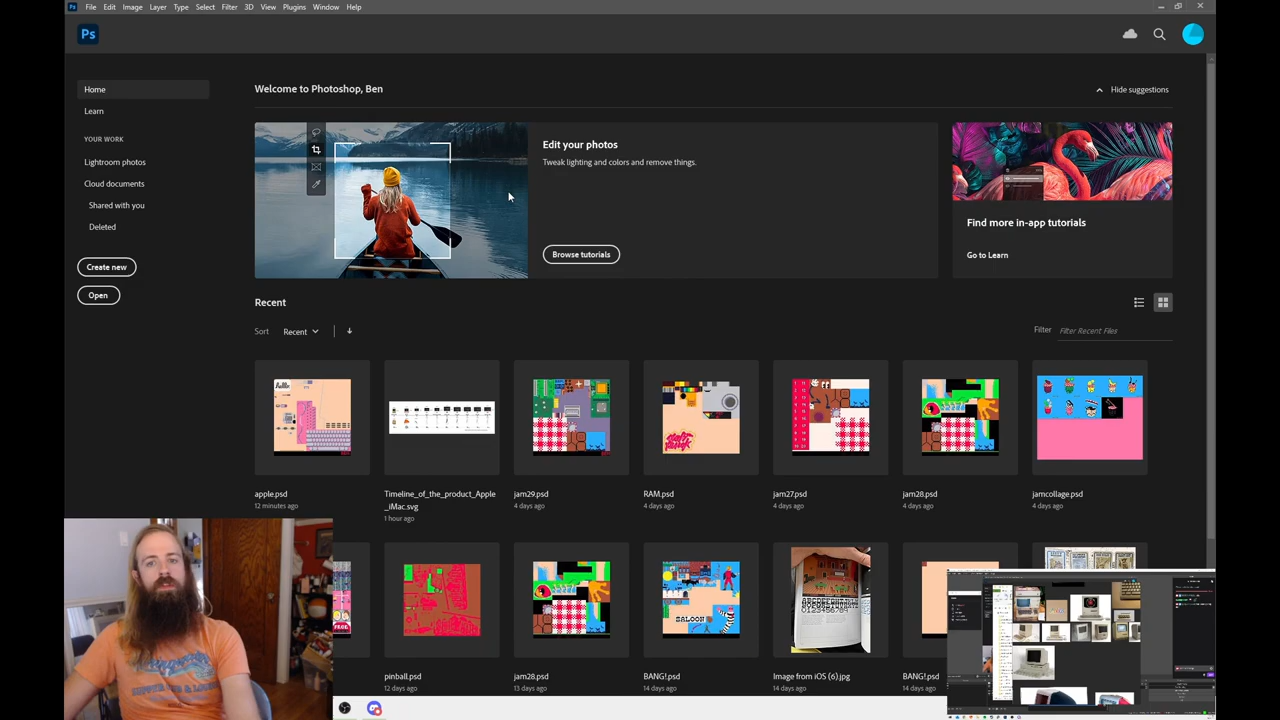 Ps File Edit Image Layer Type Select Filter 3D View Plugins Window Help
Ps
Home
Learn
YOUR WORK
Lightroom photos
Cloud documents
Shared with you
Deleted
Create new
Open
Welcome to Photoshop, Ben
Hide suggestions
Edit your photos
Tweak lighting and colors and remove things.
Browse tutorials
Find more in-app tutorials
Go to Learn
Recent
Sort Recent
Filter Filter Recent Files
apple.psd
12 minutes ago
Timeline_of_the_product_Apple
_iMac.svg
1 hour ago
jam29.psd
4 days ago
RAM.psd
4 days ago
jam27.psd
4 days ago
jam28.psd
4 days ago
jamcollage.psd
4 days ago
SALOON
pinball.psd
12 days ago
jam28.psd
13 days ago
BANG!.psd
14 days ago
Image from iOS (6).jpg
14 days ago
BANG!.psd
14 days ago